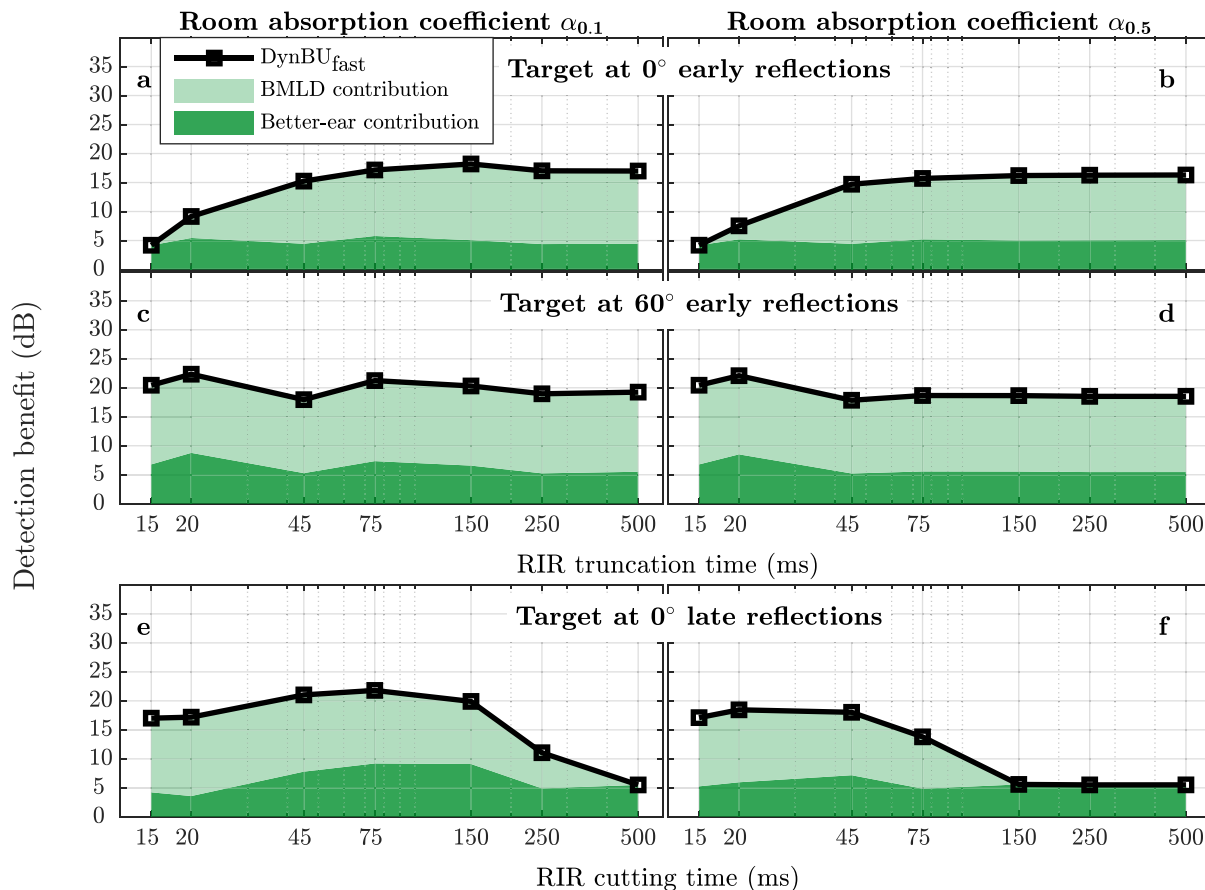 Room absorption coefficient α0.1
Room absorption coefficient α0.5
DynBUfast
BMLD contribution
Better-ear contribution
a
Target at 0° early reflections
b
35
30
25
20
15
10
5
0
c
Target at 60° early reflections
d
35
30
25
20
15
10
5
0
15 20 45 75 150 250 500
15 20 45 75 150 250 500
RIR truncation time (ms)
Detection benefit (dB)
e
Target at 0° late reflections
f
35
30
25
20
15
10
5
0
15 20 45 75 150 250 500
15 20 45 75 150 250 500
RIR cutting time (ms)